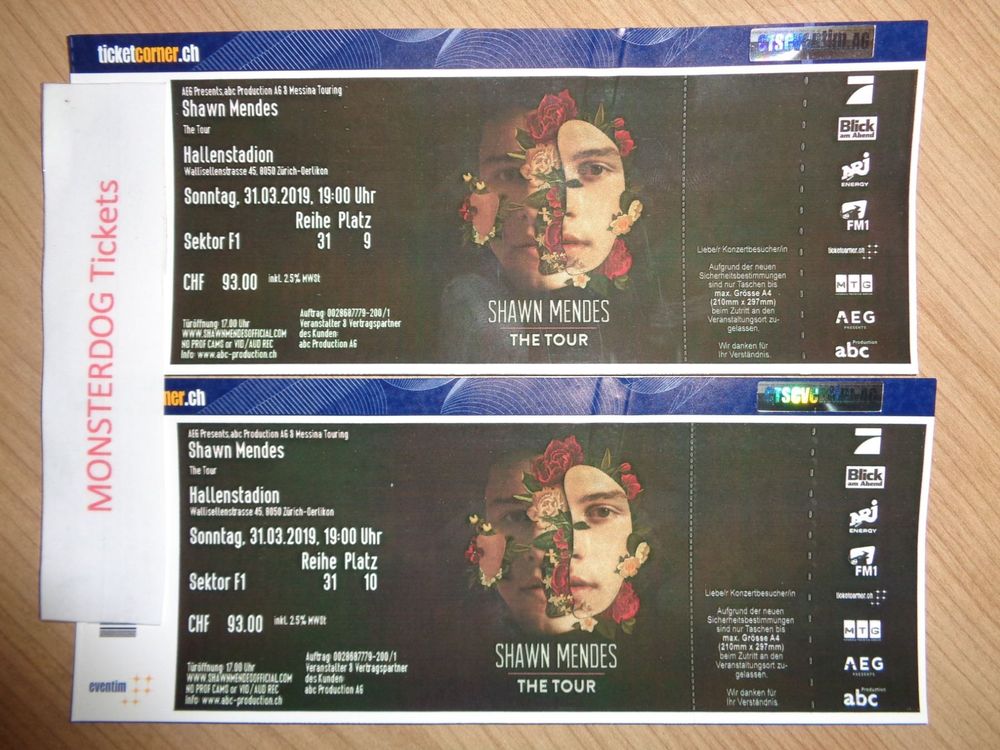 ticketcorner.ch
CTS eventim AG
AEG Presents, abc Production AG & Messina Touring
Shawn Mendes
The Tour
Hallenstadion
Wallisellenstrasse 45, 8050 Zürich-Oerlikon
Sonntag, 31.03.2019, 19:00 Uhr
Reihe Platz
Sektor F1 31 9
CHF 93.00 inkl. 2.5% MWSt
Türöffnung: 17.00 Uhr
WWW.SHAWNMENDESOFFICIAL.COM
NO PROF CAMS or VID/AUD REC
Info: www.abc-production.ch
Auftrag: 0028687779-200/1
Veranstalter & Vertragspartner
des Kunden:
abc Production AG
SHAWN MENDES
THE TOUR
Liebe/r Konzertbesucher/in
Aufgrund der neuen
Sicherheitsbestimmungen
sind nur Taschen bis
max. Grösse A4
(210mm x 297mm)
beim Zutritt an den
Veranstaltungsort zu-
gelassen.
Wir danken für
Ihr Verständnis.
7
Blick
am Abend
NRJ
ENERGY
FM1
ticketcorner.ch
MTG
AEG
PRESENTS
abc Production
MONSTERDOG Tickets
ner.ch
AEG Presents, abc Production AG & Messina Touring
Shawn Mendes
The Tour
Hallenstadion
Wallisellenstrasse 45, 8050 Zürich-Oerlikon
Sonntag, 31.03.2019, 19:00 Uhr
Reihe Platz
Sektor F1 31 10
CHF 93.00 inkl. 2.5% MWSt
Türöffnung: 17.00 Uhr
WWW.SHAWNMENDESOFFICIAL.COM
NO PROF CAMS or VID/AUD REC
Info: www.abc-production.ch
Auftrag: 0028687779-200/1
Veranstalter & Vertragspartner
des Kunden:
abc Production AG
SHAWN MENDES
THE TOUR
Liebe/r Konzertbesucher/in
Aufgrund der neuen
Sicherheitsbestimmungen
sind nur Taschen bis
max. Grösse A4
(210mm x 297mm)
beim Zutritt an den
Veranstaltungsort zu-
gelassen.
Wir danken für
Ihr Verständnis.
7
Blick
am Abend
NRJ
ENERGY
FM1
ticketcorner.ch
MTG
AEG
PRESENTS
abc Production
eventim